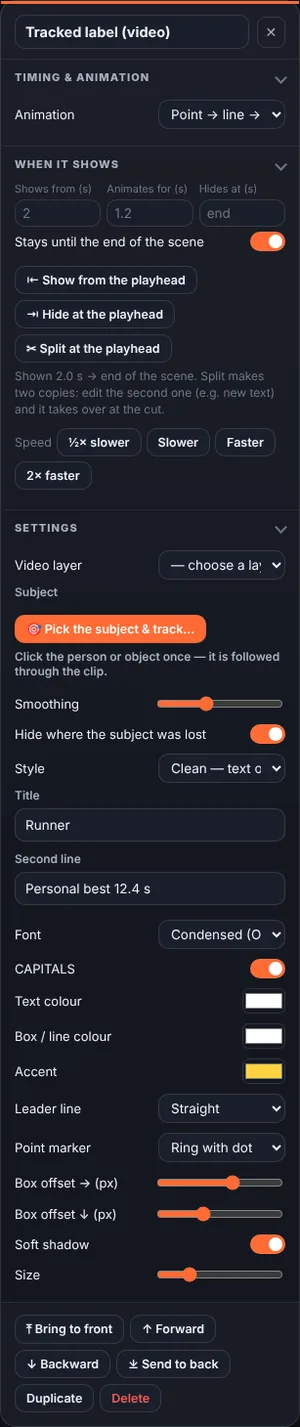 Tracked label (video)
TIMING & ANIMATION
Animation
Point → line →
WHEN IT SHOWS
Shows from (s)
Animates for (s)
Hides at (s)
2
1.2
end
Stays until the end of the scene
⇤ Show from the playhead
⇥ Hide at the playhead
✂ Split at the playhead
Shown 2.0 s → end of the scene. Split makes
two copies: edit the second one (e.g. new text)
and it takes over at the cut.
Speed
½× slower
Slower
Faster
2× faster
SETTINGS
Video layer
— choose a lay
Subject
🎯 Pick the subject & track...
Click the person or object once — it is followed
through the clip.
Smoothing
Hide where the subject was lost
Style
Clean — text o
Title
Runner
Second line
Personal best 12.4 s
Font
Condensed (O
CAPITALS
Text colour
Box / line colour
Accent
Leader line
Straight
Point marker
Ring with dot
Box offset → (px)
Box offset ↓ (px)
Soft shadow
Size
⤒ Bring to front
↑ Forward
↓ Backward
⤓ Send to back
Duplicate
Delete